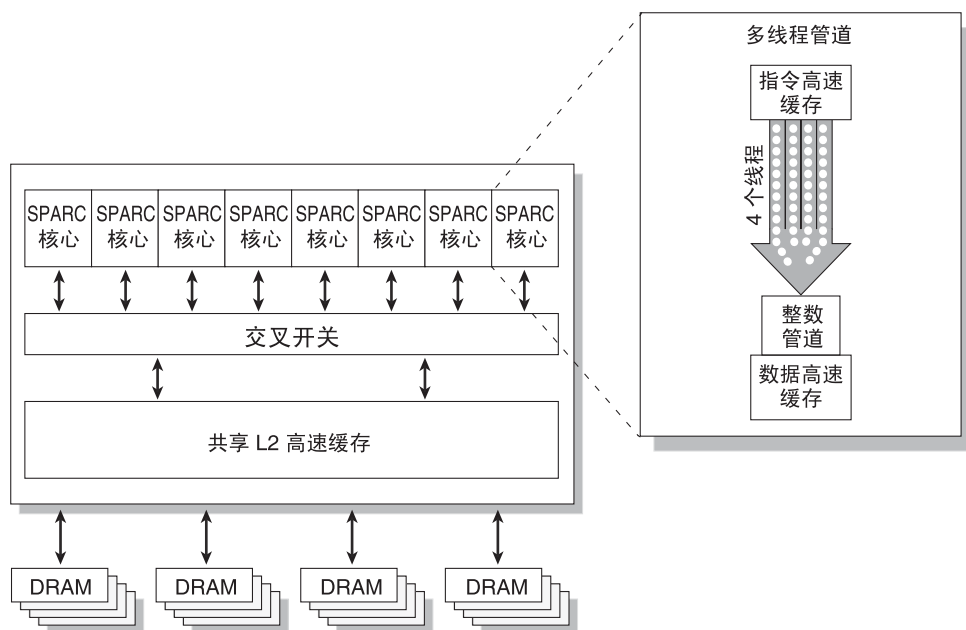 多线程管道
指令高速
缓存
4 个线程
整数
管道
数据高速
缓存
SPARC
核心
SPARC
核心
SPARC
核心
SPARC
核心
SPARC
核心
SPARC
核心
SPARC
核心
SPARC
核心
交叉开关
共享 L2 高速缓存
DRAM
DRAM
DRAM
DRAM